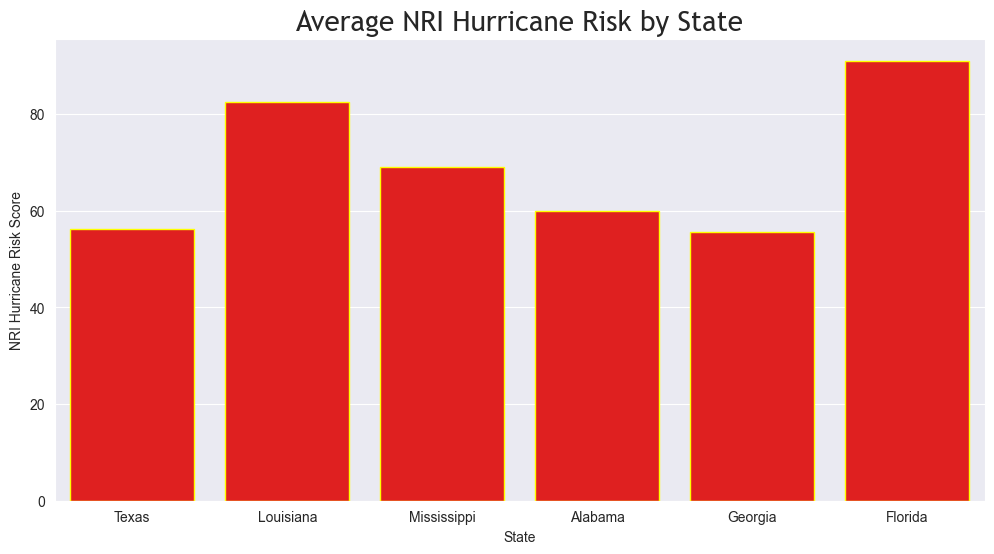 Average NRI Hurricane Risk by State
NRI Hurricane Risk Score
80
60
40
20
0
Texas Louisiana Mississippi Alabama Georgia Florida
State